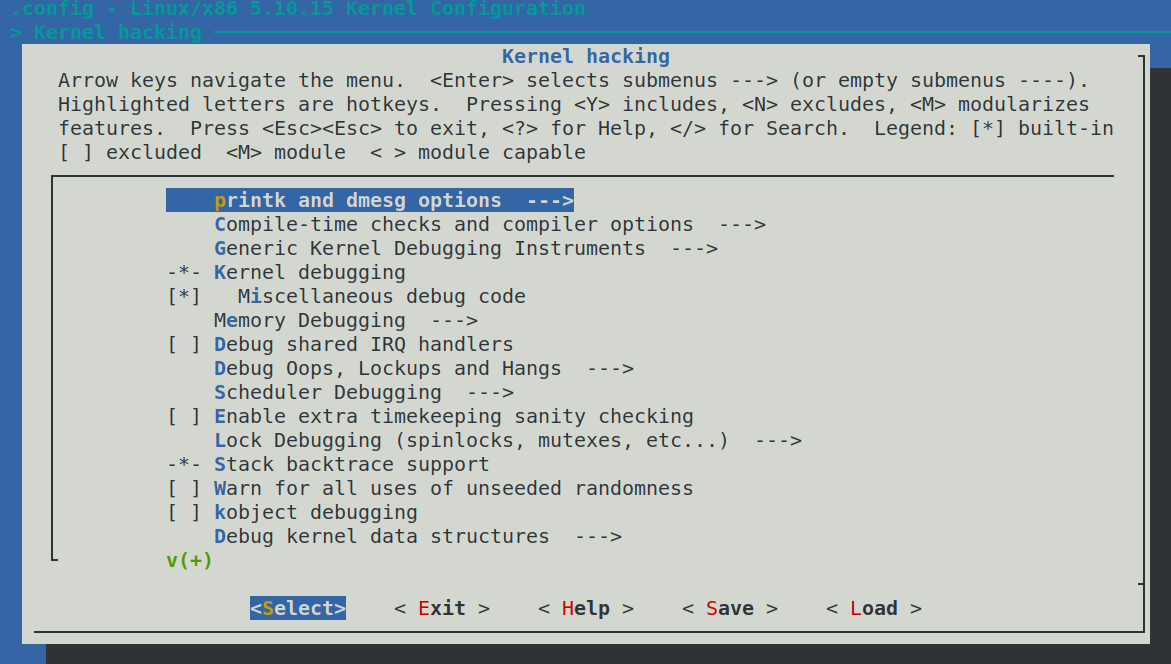 .config - Linux/x86 5.10.15 Kernel Configuration
> Kernel hacking
Kernel hacking
Arrow keys navigate the menu.  <Enter> selects submenus ---> (or empty submenus ----).
Highlighted letters are hotkeys.  Pressing <Y> includes, <N> excludes, <M> modularizes
features.  Press <Esc><Esc> to exit, <?> for Help, </> for Search.  Legend: [*] built-in
[ ] excluded  <M> module  < > module capable
printk and dmesg options  --->
Compile-time checks and compiler options  --->
Generic Kernel Debugging Instruments  --->
-*- Kernel debugging
[*]   Miscellaneous debug code
Memory Debugging  --->
[ ] Debug shared IRQ handlers
Debug Oops, Lockups and Hangs  --->
Scheduler Debugging  --->
[ ] Enable extra timekeeping sanity checking
Lock Debugging (spinlocks, mutexes, etc...)  --->
-*- Stack backtrace support
[ ] Warn for all uses of unseeded randomness
[ ] kobject debugging
Debug kernel data structures  --->
v(+)
<Select>    < Exit >    < Help >    < Save >    < Load >